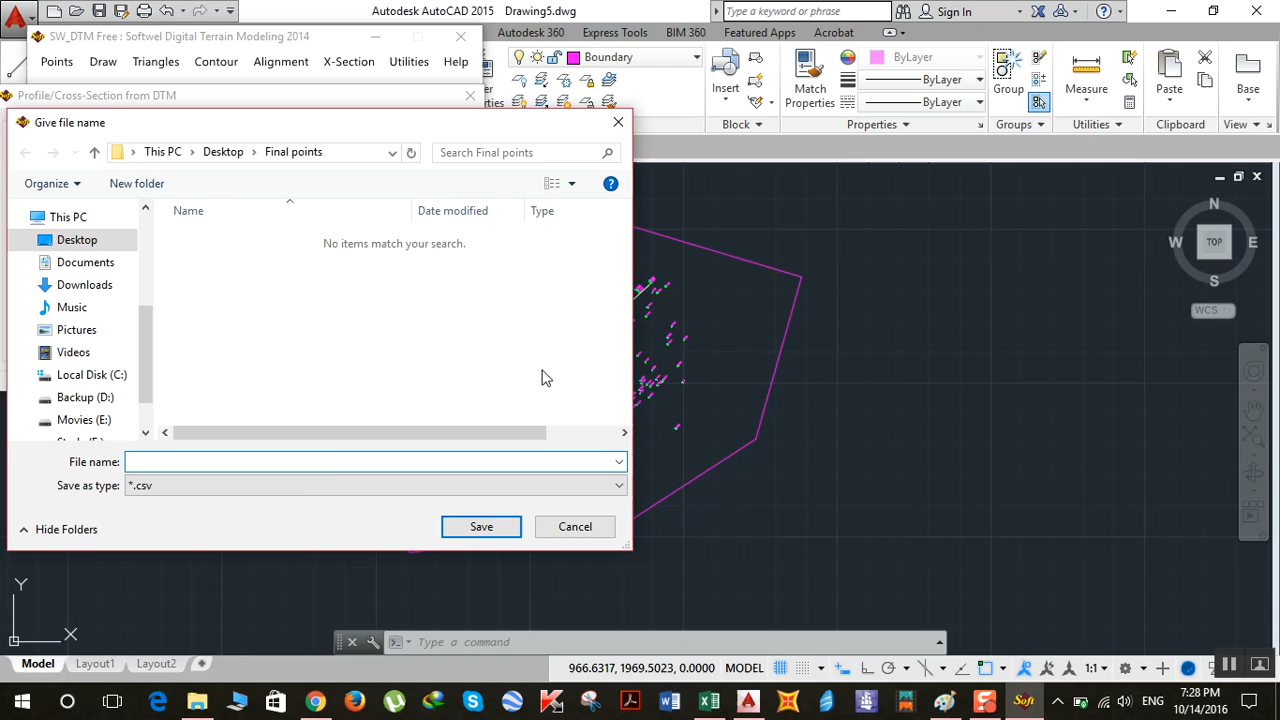 Autodesk AutoCAD 2015 Drawing5.dwg
Type a keyword or phrase
Sign In
SW_DTM Free : Softwel Digital Terrain Modeling 2014
Points Draw Triangles Contour Alignment X-Section Utilities Help
Autodesk 360 Express Tools BIM 360 Featured Apps Acrobat
Boundary
Insert
Block
Match
Properties
ByLayer
ByLayer
ByLayer
Properties
Group
Groups
Measure
Utilities
Paste
Clipboard
Base
View
Profile/Cross-Section from DTM
Give file name
This PC Desktop Final points
Search Final points
Organize New folder
Name Date modified Type
No items match your search.
This PC
Desktop
Documents
Downloads
Music
Pictures
Videos
Local Disk (C:)
Backup (D:)
Movies (E:)
File name:
Save as type: *.csv
Hide Folders
Save Cancel
N
W TOP E
S
WCS
Y
X
Type a command
Model Layout1 Layout2
966.6317, 1969.5023, 0.0000 MODEL
1:1
Soft
ENG
7:28 PM
10/14/2016